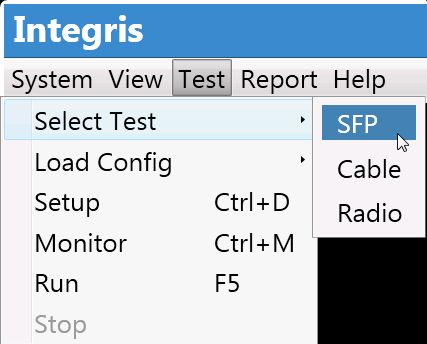 Integris
System View Test Report Help
Select Test SFP
Load Config Cable
Setup Ctrl+D Radio
Monitor Ctrl+M
Run F5
Stop